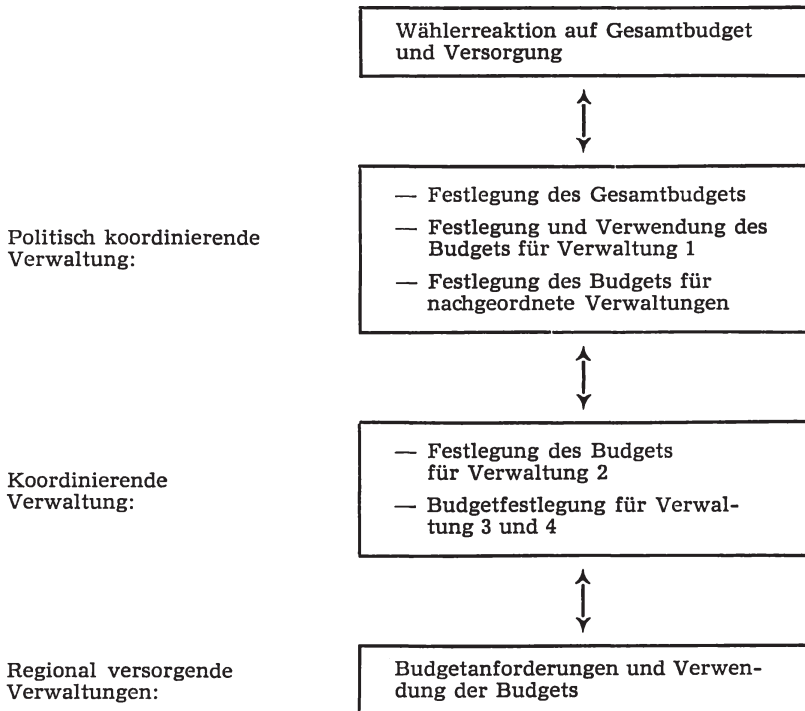 Wählerreaktion auf Gesamtbudget
und Versorgung
Politisch koordinierende
Verwaltung:
— Festlegung des Gesamtbudgets
— Festlegung und Verwendung des
Budgets für Verwaltung 1
— Festlegung des Budgets für
nachgeordnete Verwaltungen
Koordinierende
Verwaltung:
— Festlegung des Budgets
für Verwaltung 2
— Budgetfestlegung für Verwal-
tung 3 und 4
Regional versorgende
Verwaltungen:
Budgetanforderungen und Verwen-
dung der Budgets